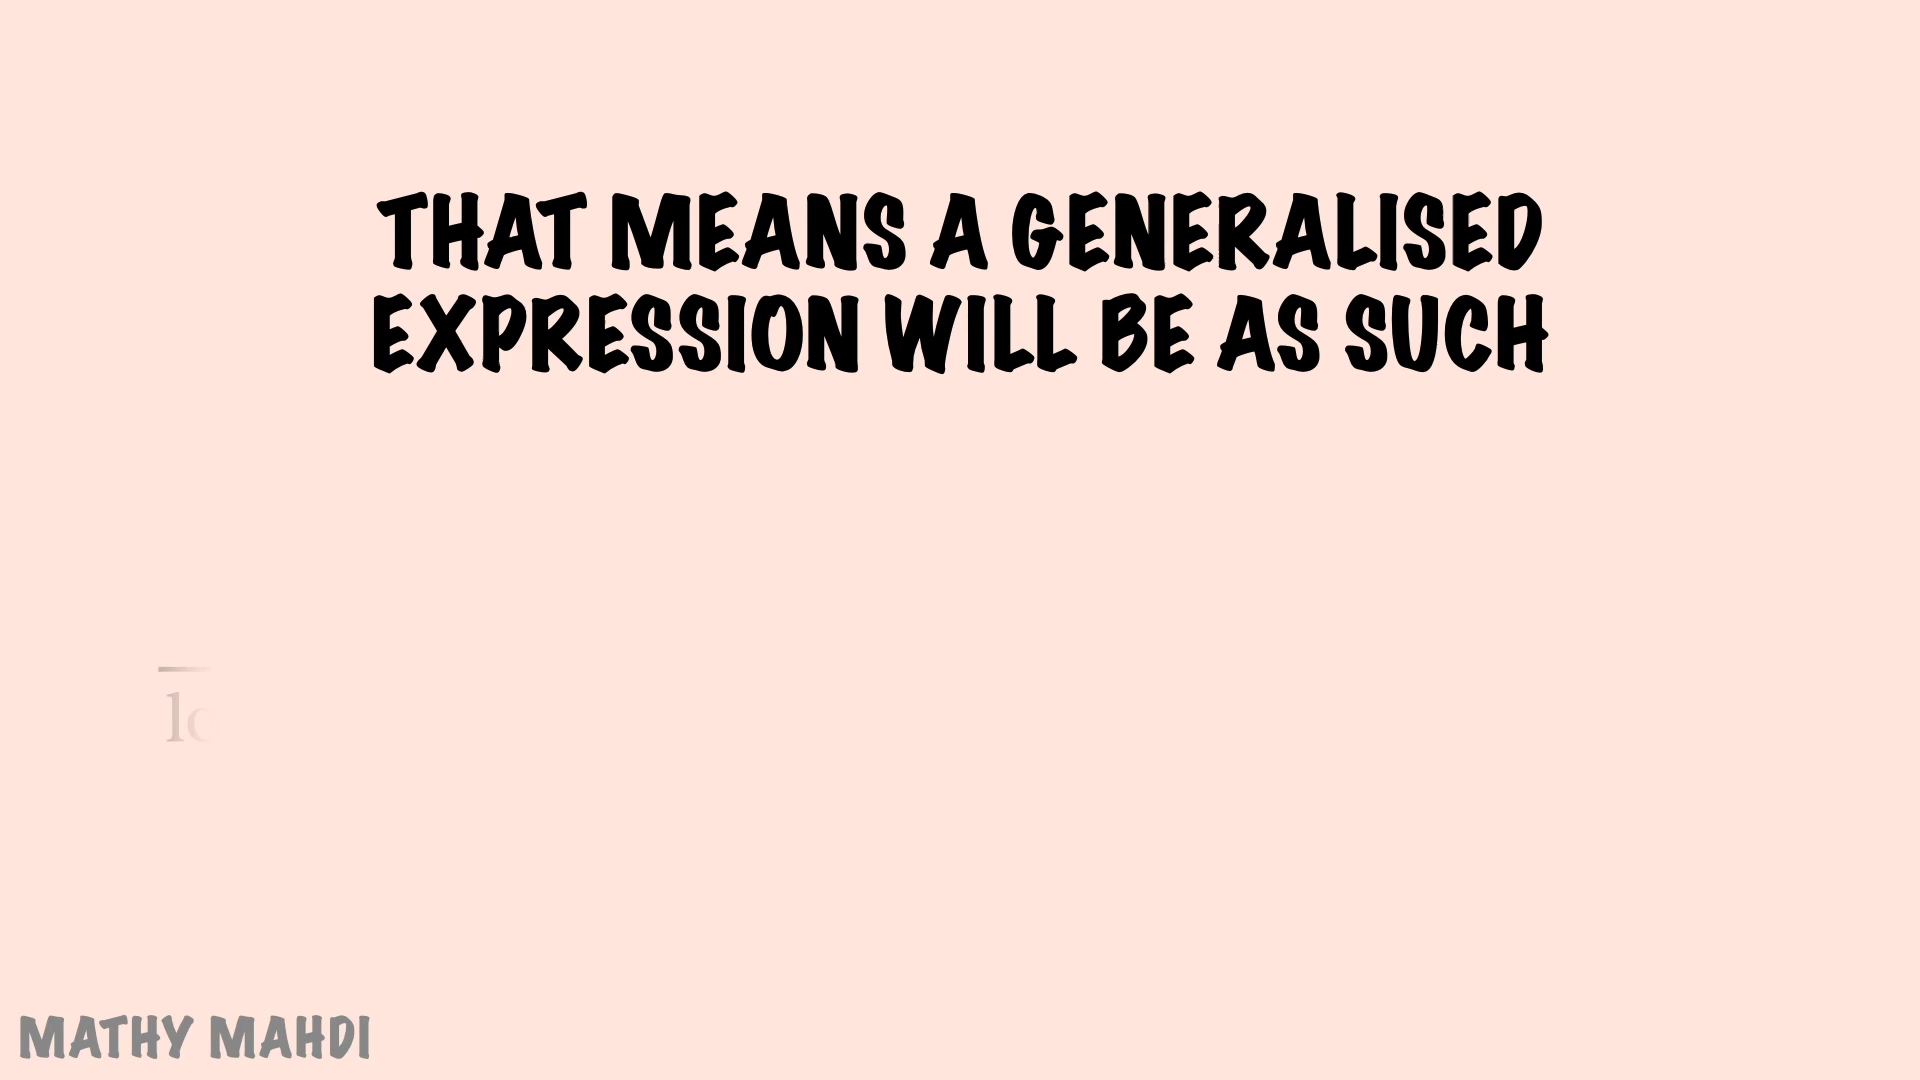 THAT MEANS A GENERALISED
EXPRESSION WILL BE AS SUCH
MATHY MAHDI